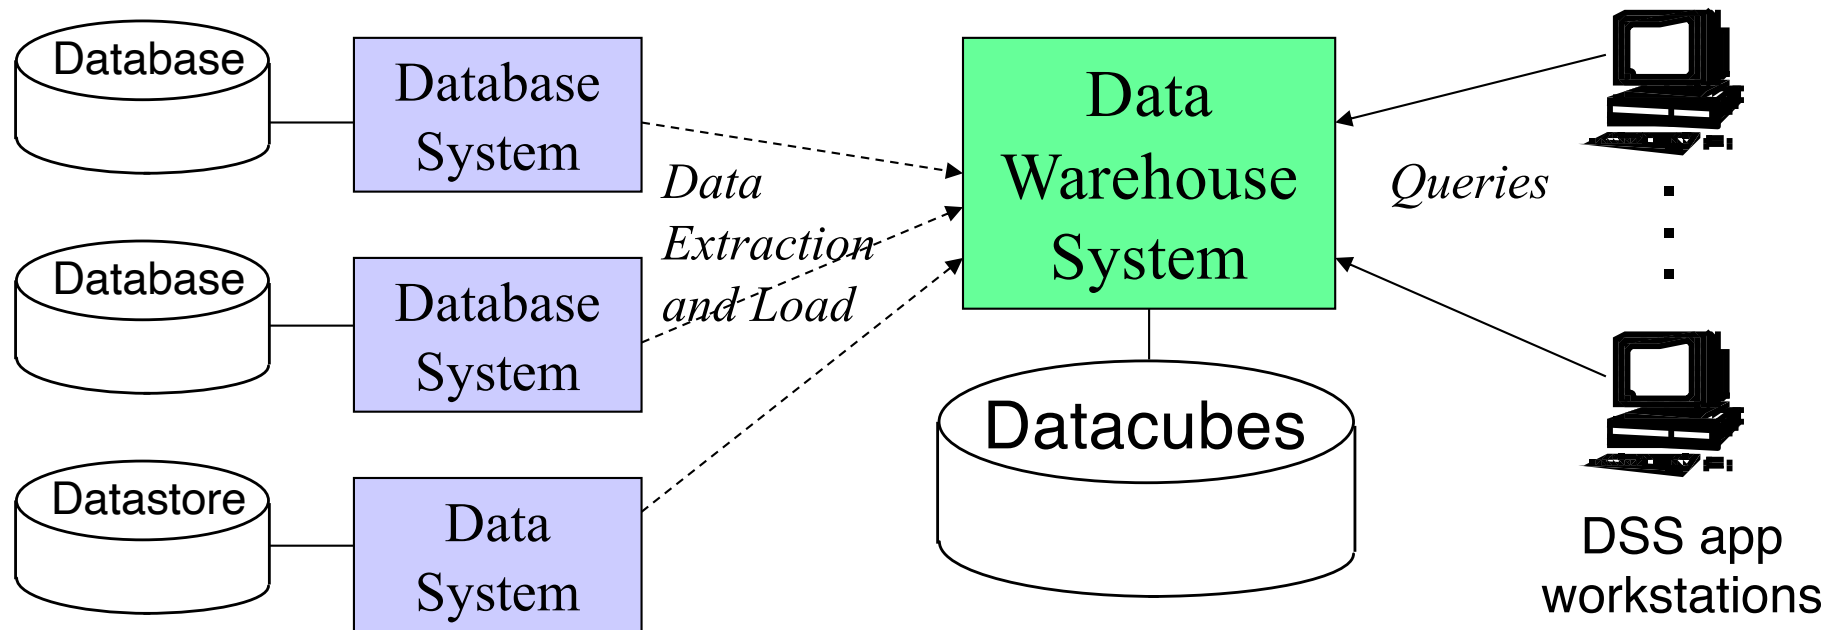 Database
Database
System
Database
Database
System
Datastore
Data
System
Data
Extraction
and Load
Data
Warehouse
System
Datacubes
Queries
DSS app
workstations